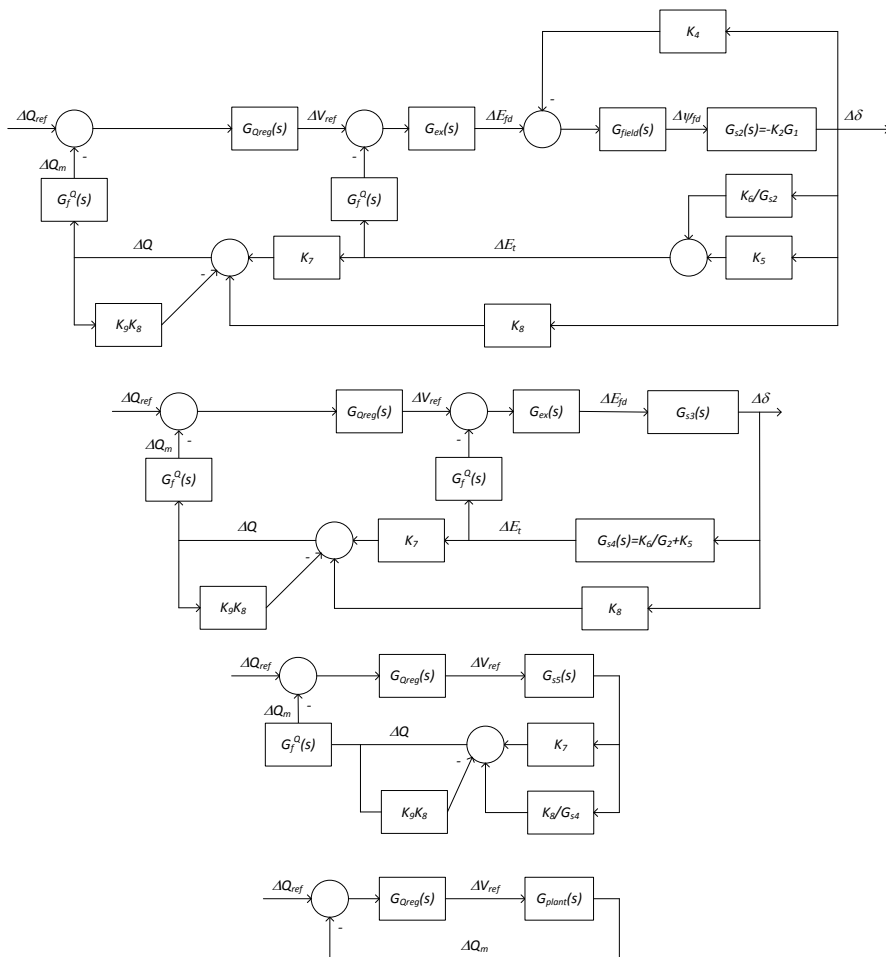 K4
ΔQref
GQreg(s)
ΔVref
Gex(s)
ΔEfd
Gfield(s)
Δψfd
Gs2(s)=-K2G1
Δδ
-
-
-
ΔQm
GfQ(s)
GfQ(s)
K6/Gs2
ΔQ
K7
ΔEt
K5
-
K9K8
K8
ΔQref
GQreg(s)
ΔVref
Gex(s)
ΔEfd
Gs3(s)
Δδ
-
-
ΔQm
GfQ(s)
GfQ(s)
ΔQ
K7
ΔEt
Gs4(s)=K6/G2+K5
-
K9K8
K8
ΔQref
GQreg(s)
ΔVref
Gs5(s)
-
ΔQm
GfQ(s)
ΔQ
K7
-
K9K8
K8/Gs4
ΔQref
GQreg(s)
ΔVref
Gplant(s)
-
ΔQm